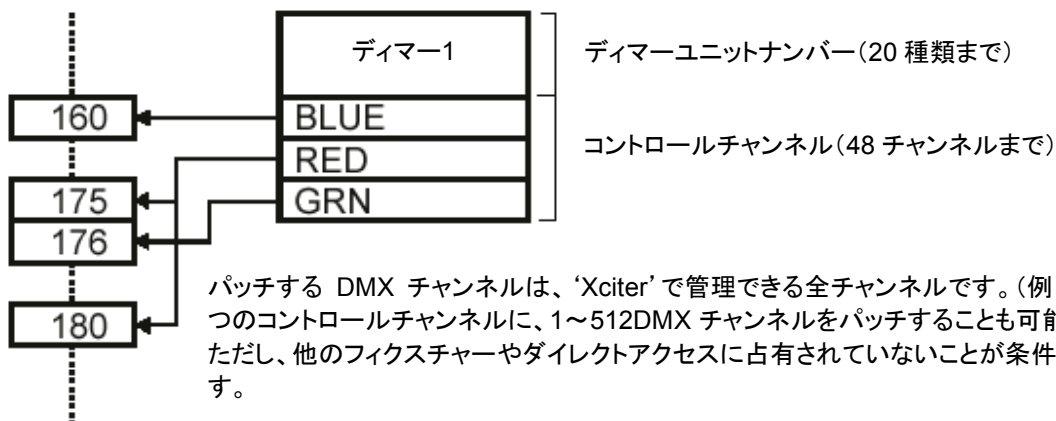 ディマー1
ディマーユニットナンバー(20 種類まで)
160
BLUE
RED
コントロールチャンネル(48 チャンネルまで)
175
GRN
176
180
パッチする DMX チャンネルは、‘Xciter’で管理できる全チャンネルです。(例
つのコントロールチャンネルに、1~512DMX チャンネルをパッチすることも可
ただし、他のフィクスチャーやダイレクトアクセスに占有されていないことが条件
す。